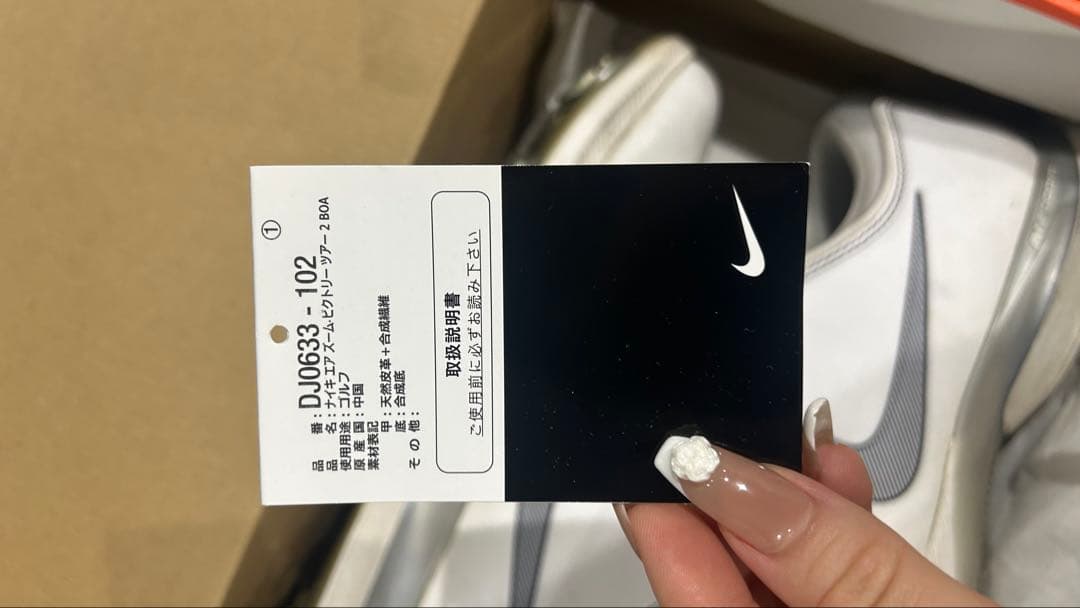 ①
品番：DJ0633 - 102
品名：ナイキ エア ズーム・ビクトリー ツアー 2 BOA
使用用途：ゴルフ
原産国：中国
素材表記
甲：天然皮革＋合成繊維
底：合成底
その他：
取扱説明書
ご使用前に必ずお読み下さい